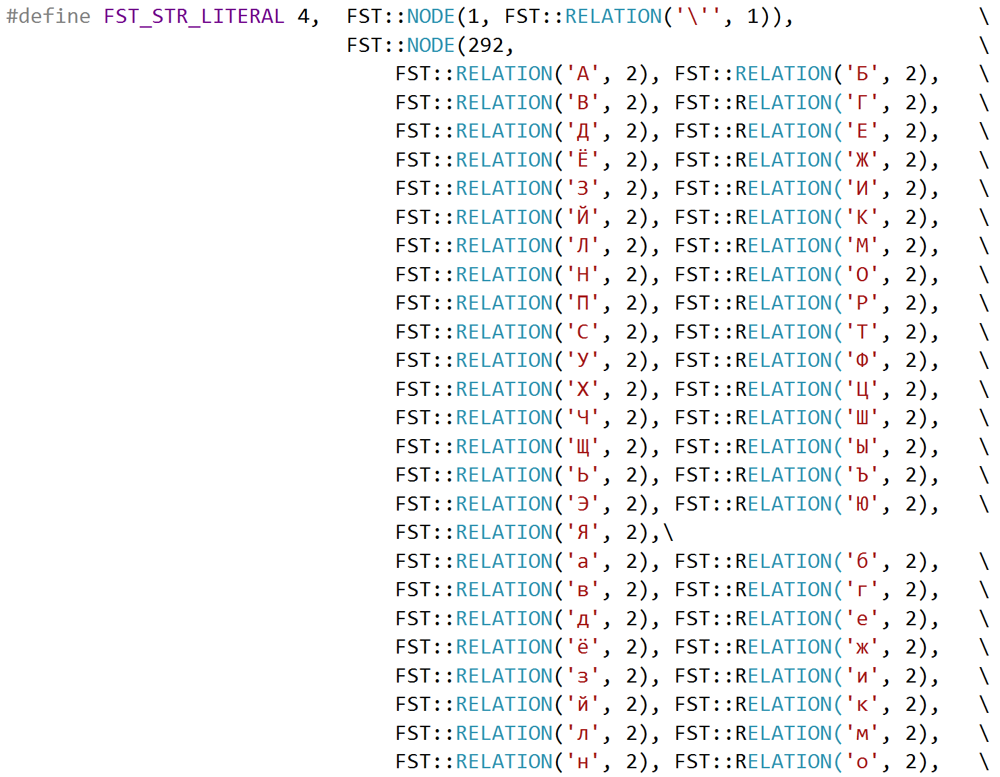 #define FST_STR_LITERAL 4,  FST::NODE(1, FST::RELATION('\'', 1)), \
FST::NODE(292, \
FST::RELATION('А', 2), FST::RELATION('Б', 2), \
FST::RELATION('В', 2), FST::RELATION('Г', 2), \
FST::RELATION('Д', 2), FST::RELATION('Е', 2), \
FST::RELATION('Ё', 2), FST::RELATION('Ж', 2), \
FST::RELATION('З', 2), FST::RELATION('И', 2), \
FST::RELATION('Й', 2), FST::RELATION('К', 2), \
FST::RELATION('Л', 2), FST::RELATION('М', 2), \
FST::RELATION('Н', 2), FST::RELATION('О', 2), \
FST::RELATION('П', 2), FST::RELATION('Р', 2), \
FST::RELATION('С', 2), FST::RELATION('Т', 2), \
FST::RELATION('У', 2), FST::RELATION('Ф', 2), \
FST::RELATION('Х', 2), FST::RELATION('Ц', 2), \
FST::RELATION('Ч', 2), FST::RELATION('Ш', 2), \
FST::RELATION('Щ', 2), FST::RELATION('Ы', 2), \
FST::RELATION('Ь', 2), FST::RELATION('Ъ', 2), \
FST::RELATION('Э', 2), FST::RELATION('Ю', 2), \
FST::RELATION('Я', 2),\
FST::RELATION('а', 2), FST::RELATION('б', 2), \
FST::RELATION('в', 2), FST::RELATION('г', 2), \
FST::RELATION('д', 2), FST::RELATION('е', 2), \
FST::RELATION('ё', 2), FST::RELATION('ж', 2), \
FST::RELATION('з', 2), FST::RELATION('и', 2), \
FST::RELATION('й', 2), FST::RELATION('к', 2), \
FST::RELATION('л', 2), FST::RELATION('м', 2), \
FST::RELATION('н', 2), FST::RELATION('о', 2), \